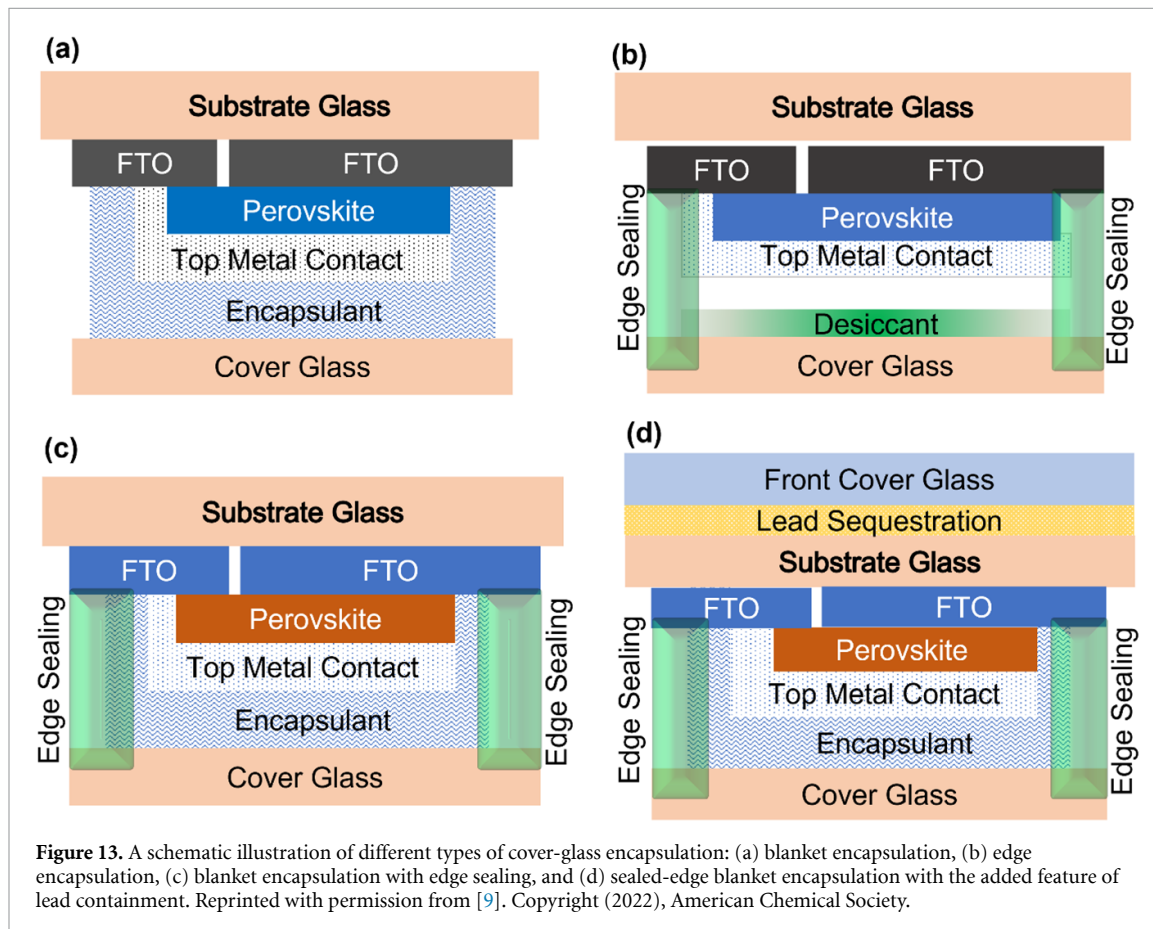 (a)
Substrate Glass
FTO FTO
Perovskite
Top Metal Contact
Encapsulant
Cover Glass
(b)
Substrate Glass
FTO FTO
Edge Sealing
Perovskite
Top Metal Contact
Desiccant
Cover Glass
Edge Sealing
(c)
Substrate Glass
FTO FTO
Edge Sealing
Perovskite
Top Metal Contact
Encapsulant
Cover Glass
Edge Sealing
(d)
Front Cover Glass
Lead Sequestration
Substrate Glass
FTO FTO
Edge Sealing
Perovskite
Top Metal Contact
Encapsulant
Cover Glass
Edge Sealing
Figure 13. A schematic illustration of different types of cover-glass encapsulation: (a) blanket encapsulation, (b) edge
encapsulation, (c) blanket encapsulation with edge sealing, and (d) sealed-edge blanket encapsulation with the added feature of
lead containment. Reprinted with permission from [9]. Copyright (2022), American Chemical Society.